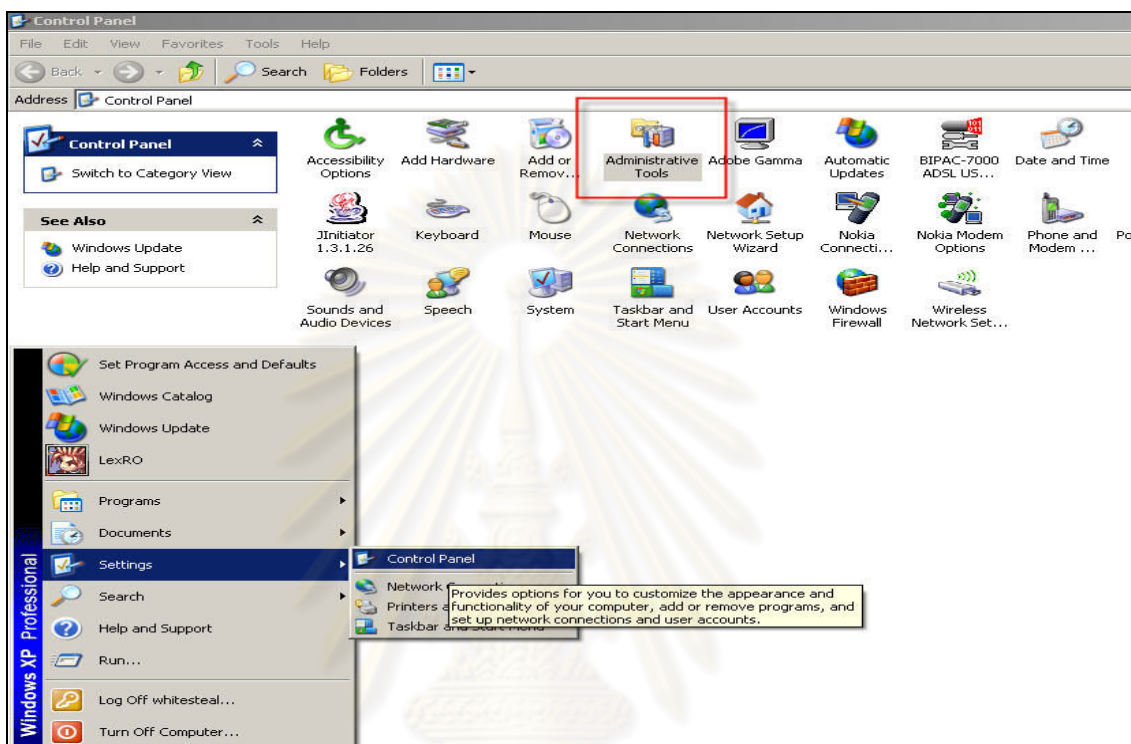 Control Panel
File Edit View Favorites Tools Help
Back Search Folders
Address Control Panel
Control Panel
Switch to Category View
See Also
Windows Update
Help and Support
Accessibility Options
Add Hardware
Add or Remov...
Administrative Tools
Adobe Gamma
Automatic Updates
BIPAC-7000 ADSL US...
Date and Time
JInitiator 1.3.1.26
Keyboard
Mouse
Network Connections
Network Setup Wizard
Nokia Connecti...
Nokia Modem Options
Phone and Modem ...
Sounds and Audio Devices
Speech
System
Taskbar and Start Menu
User Accounts
Windows Firewall
Wireless Network Set...
Set Program Access and Defaults
Windows Catalog
Windows Update
LexRO
Programs
Documents
Settings
Search
Help and Support
Run...
Log Off whitesteal...
Turn Off Computer...
Windows XP Professional
Control Panel
Network
Printers
Taskbar and Start Menu
Provides options for you to customize the appearance and
functionality of your computer, add or remove programs, and
set up network connections and user accounts.